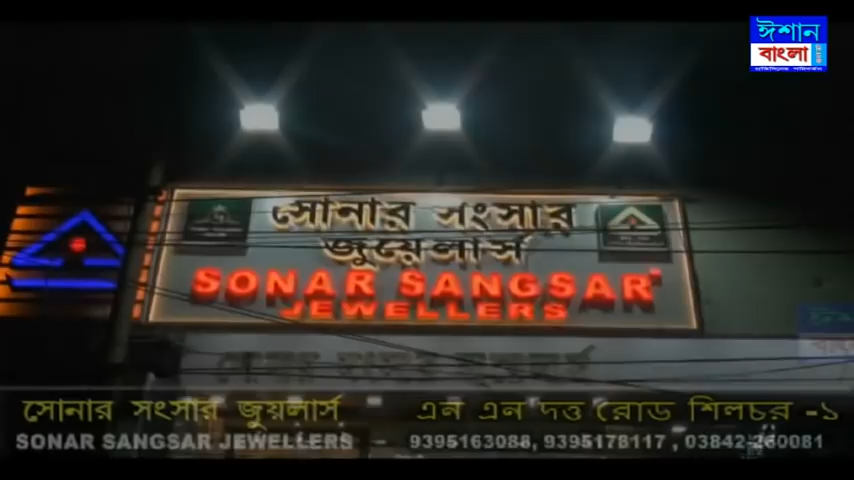 ঈশান
বাংলা
সোনার সংসার
জুয়েলার্স
SONAR SANGSAR
JEWELLERS
সোনার সংসার জুয়লার্স এন এন দত্ত রোড শিলচর -১
SONAR SANGSAR JEWELLERS - 9395163088, 9395178117 , 03842-260081